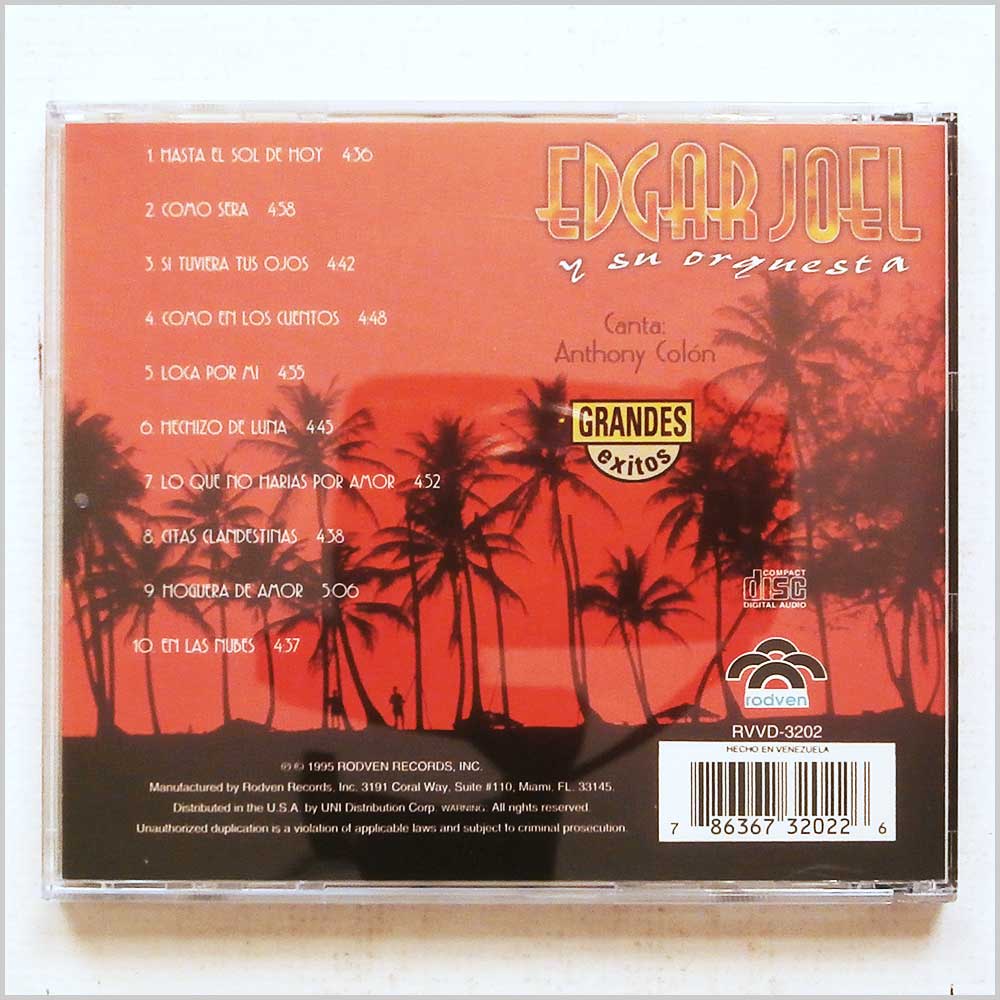 1. HASTA EL SOL DE HOY 4:36
2. COMO SERA 4:58
3. SI TUVIERA TUS OJOS 4:42
4. COMO EN LOS CUENTOS 4:48
5. LOCA POR MI 4:55
6. HECHIZO DE LUNA 4:45
7. LO QUE NO HARIAS POR AMOR 4:52
8. CITAS CLANDESTINAS 4:38
9. HOGUERA DE AMOR 5:06
10. EN LAS NUBES 4:37
EDGAR JOEL
y su orquesta
Canta:
Anthony Colón
GRANDES
exitos
COMPACT
disc
DIGITAL AUDIO
rodven
RVVD-3202
HECHO EN VENEZUELA
7 86367 32022 6
℗ © 1995 RODVEN RECORDS, INC.
Manufactured by Rodven Records, Inc. 3191 Coral Way, Suite #110, Miami, FL. 33145.
Distributed in the U.S.A. by UNI Distribution Corp. WARNING. All rights reserved.
Unauthorized duplication is a violation of applicable laws and subject to criminal prosecution.